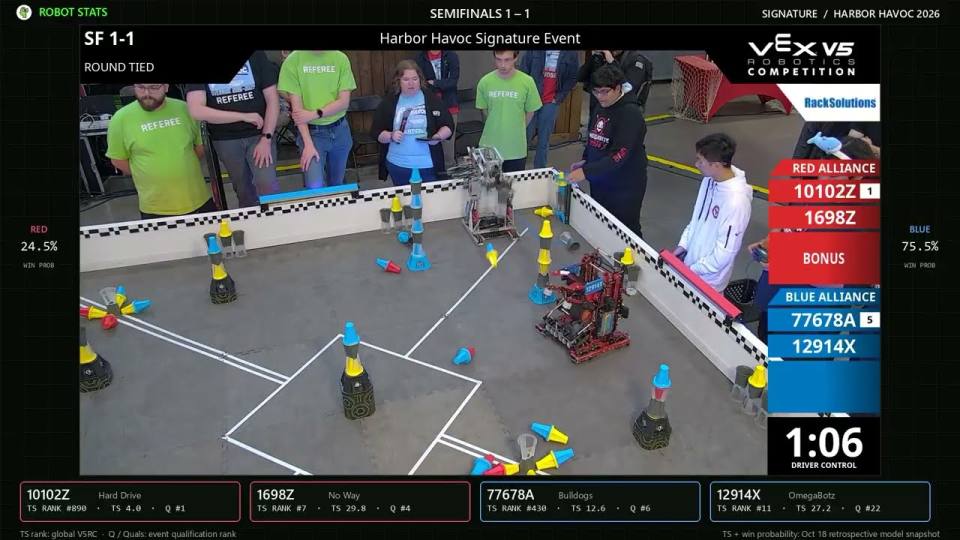 ROBOT STATS
SEMIFINALS 1 – 1
SIGNATURE / HARBOR HAVOC 2026
SF 1-1
Harbor Havoc Signature Event
ROUND TIED
VEX V5
ROBOTICS
COMPETITION
RackSolutions
REFEREE
REFEREE
REFEREE
REFEREE
RED
24.5%
WIN PROB
BLUE
75.5%
WIN PROB
RED ALLIANCE
10102Z 1
1698Z
BONUS
BLUE ALLIANCE
77678A 5
12914X
1:06
DRIVER CONTROL
10102Z Hard Drive
TS RANK #890 · TS 4.0 · Q #1
1698Z No Way
TS RANK #7 · TS 29.8 · Q #4
77678A Bulldogs
TS RANK #430 · TS 12.6 · Q #6
12914X OmegaBotz
TS RANK #11 · TS 27.2 · Q #22
TS rank: global V5RC · Q / Quals: event qualification rank
TS + win probability: Oct 18 retrospective model snapshot